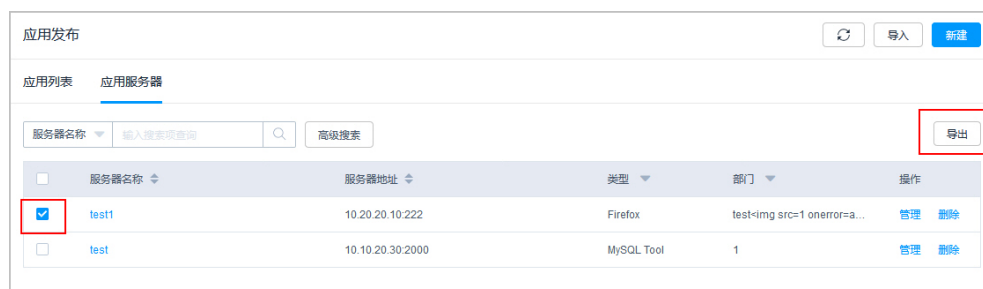 应用发布 导入 新建
应用列表 应用服务器
服务器名称 输入搜索项查询 高级搜索 导出
服务器名称 服务器地址 类型 部门 操作
test1 10.20.20.10:222 Firefox test<img src=1 onerror=a... 管理 删除
test 10.10.20.30:2000 MySQL Tool 1 管理 删除